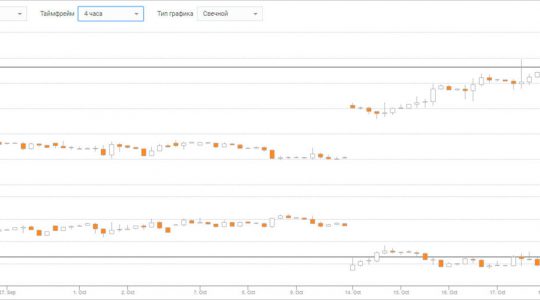 Таймфрейм 4 часа Тип графика Свечной
27. Sep 1. Oct 2. Oct 7. Oct 5. Oct 9. Oct 14. Oct 15. Oct 16. Oct 17. Oct